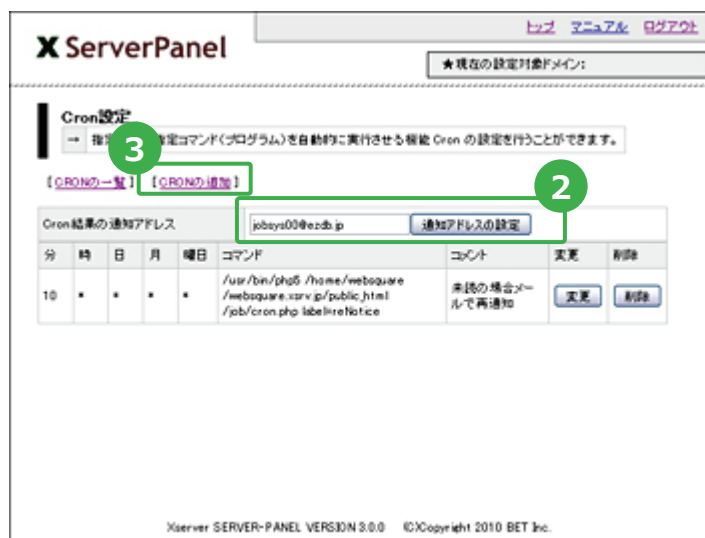 トップ マニュアル ログアウト
X ServerPanel
★現在の設定対象ドメイン:
Cron設定
3
→ 指定コマンド(プログラム)を自動的に実行させる機能 Cron の設定を行うことができます。
[CRONの一覧] [CRONの追加]
2
Cron結果の通知アドレス jobsys00@ezdb.jp 通知アドレスの設定
分 時 日 月 曜日 コマンド コメント 変更 削除
10 * * * * /usr/bin/php5 /home/websquare/websquare.xsrv.jp/public_html/job/cron.php label=reNotice 未読の場合メールで再通知 変更 削除
Xserver SERVER-PANEL VERSION 3.0.0 (C)Copyright 2010 BET Inc.